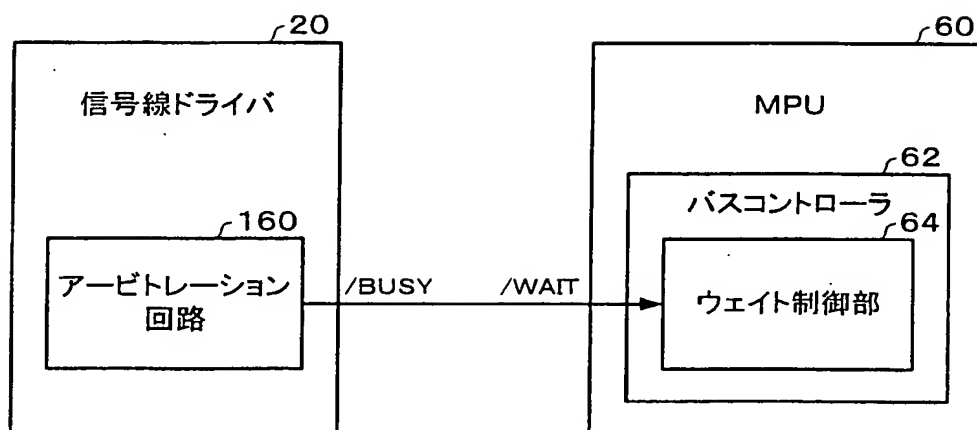 20
信号線ドライバ
160
アービトレーション
回路
/BUSY
/WAIT
60
MPU
62
バスコントローラ
64
ウェイト制御部